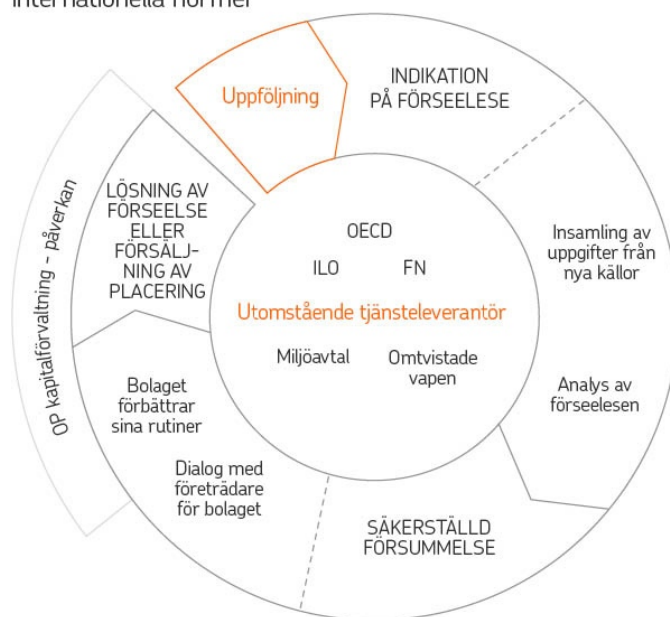 internationella normer
Uppföljning
INDIKATION
PÅ FÖRSEELESE
Insamling av
uppgifter från
nya källor
Analys av
förseelesen
SÄKERSTÄLLD
FÖRSUMMELSE
Dialog med
företrädare
för bolaget
Bolaget
förbättrar
sina rutiner
LÖSNING AV
FÖRSEELSE
ELLER
FÖRSÄLJ-
NING AV
PLACERING
OP kapitalförvaltning - påverkan
OECD
ILO FN
Utomstående tjänsteleverantör
Miljöavtal
Omtvistade
vapen